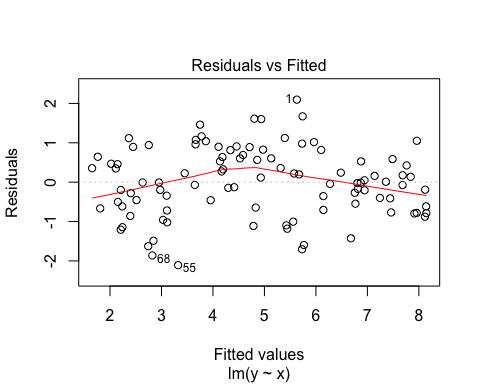 Residuals vs Fitted
Residuals
2
1
0
-1
-2
1
68
55
2 3 4 5 6 7 8
Fitted values
lm(y ~ x)